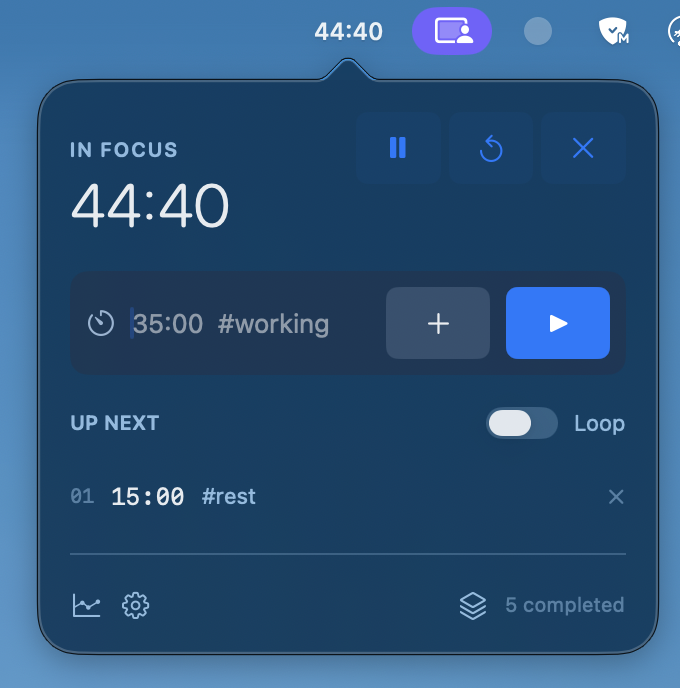 44:40
M
IN FOCUS
44:40
35:00 #working
UP NEXT
Loop
01 15:00 #rest
5 completed